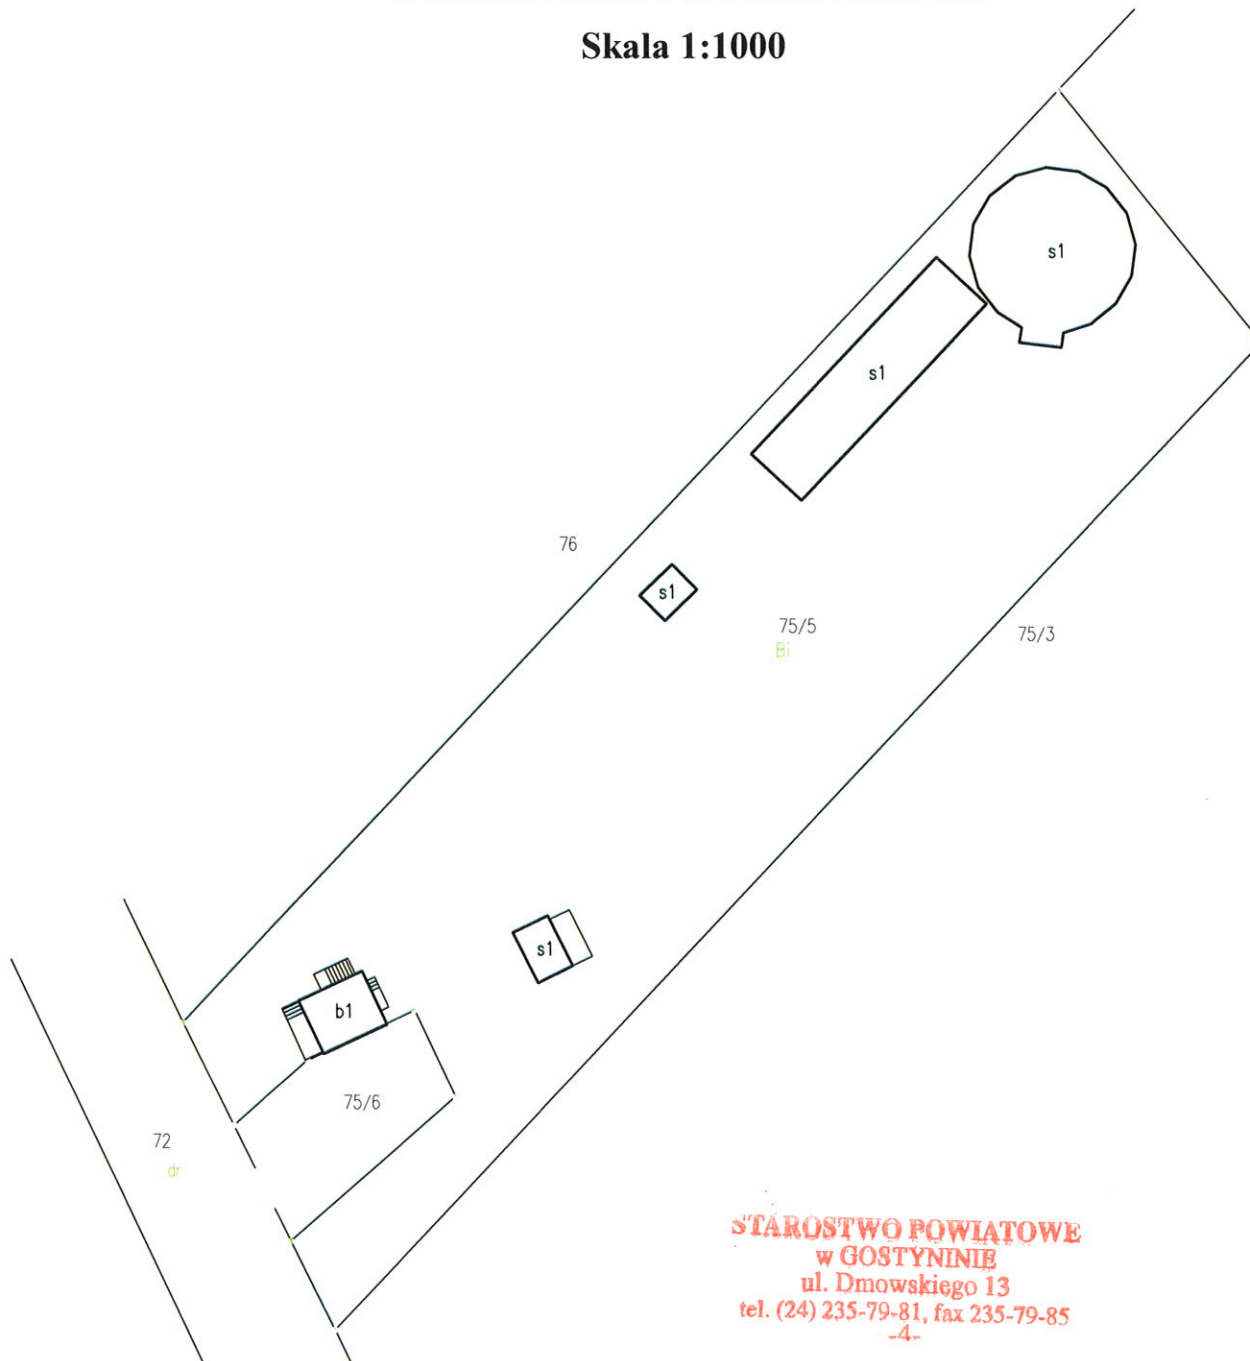 Skala 1:1000
s1
s1
76
s1
75/5
Bi
75/3
s1
b1
75/6
72
dr
STAROSTWO POWIATOWE
w GOSTYNINIE
ul. Dmowskiego 13
tel. (24) 235-79-81, fax 235-79-85
-4-